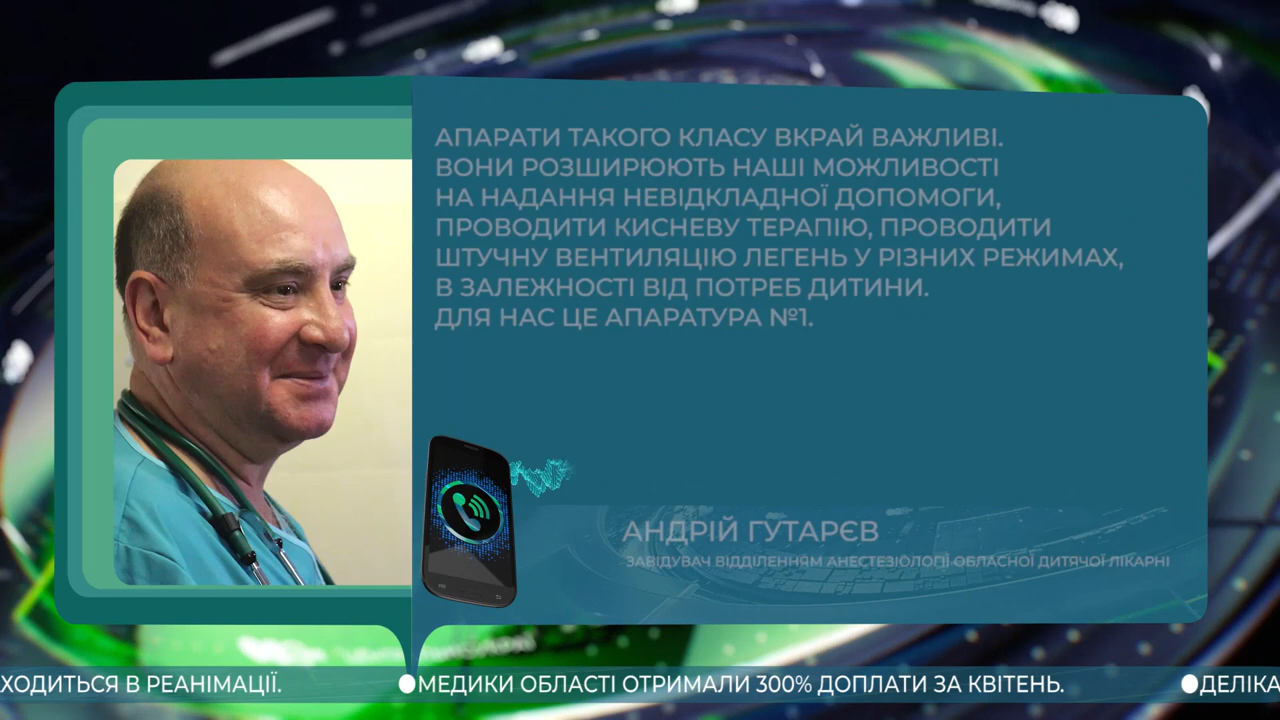 АПАРАТИ ТАКОГО КЛАСУ ВКРАЙ ВАЖЛИВІ.
ВОНИ РОЗШИРЮЮТЬ НАШІ МОЖЛИВОСТІ
НА НАДАННЯ НЕВІДКЛАДНОЇ ДОПОМОГИ,
ПРОВОДИТИ КИСНЕВУ ТЕРАПІЮ, ПРОВОДИТИ
ШТУЧНУ ВЕНТИЛЯЦІЮ ЛЕГЕНЬ У РІЗНИХ РЕЖИМАХ,
В ЗАЛЕЖНОСТІ ВІД ПОТРЕБ ДИТИНИ.
ДЛЯ НАС ЦЕ АПАРАТУРА №1.
АНДРІЙ ГУТАРЄВ
ЗАВІДУВАЧ ВІДДІЛЕННЯМ АНЕСТЕЗІОЛОГІЇ ОБЛАСНОЇ ДИТЯЧОЇ ЛІКАРНІ
ХОДИТЬСЯ В РЕАНІМАЦІЇ. ●МЕДИКИ ОБЛАСТІ ОТРИМАЛИ 300% ДОПЛАТИ ЗА КВІТЕНЬ. ●ДЕЛІКА